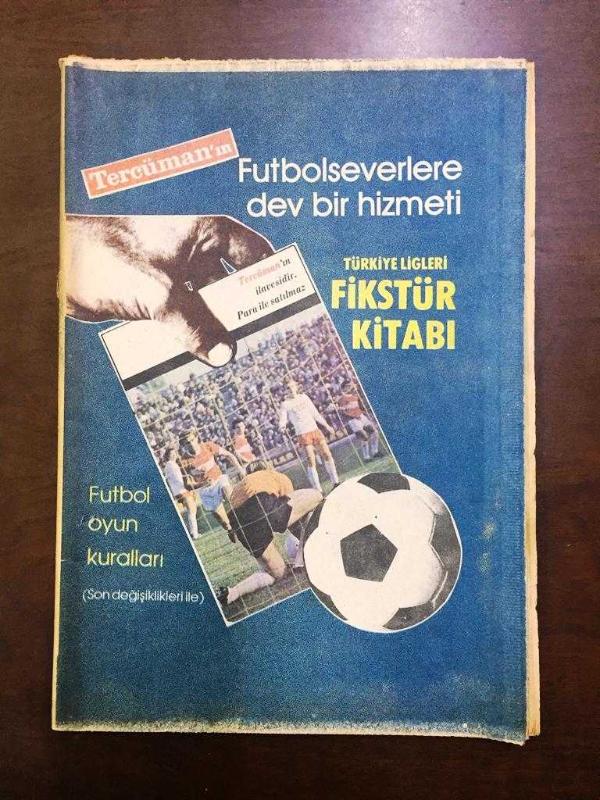 Tercüman'ın
Futbolseverlere
dev bir hizmeti
TÜRKİYE LİGLERİ
FİKSTÜR
KİTABI
Tercüman'ın
ilavesidir.
Para ile satılmaz
Futbol
oyun
kuralları
(Son değişiklikleri ile)